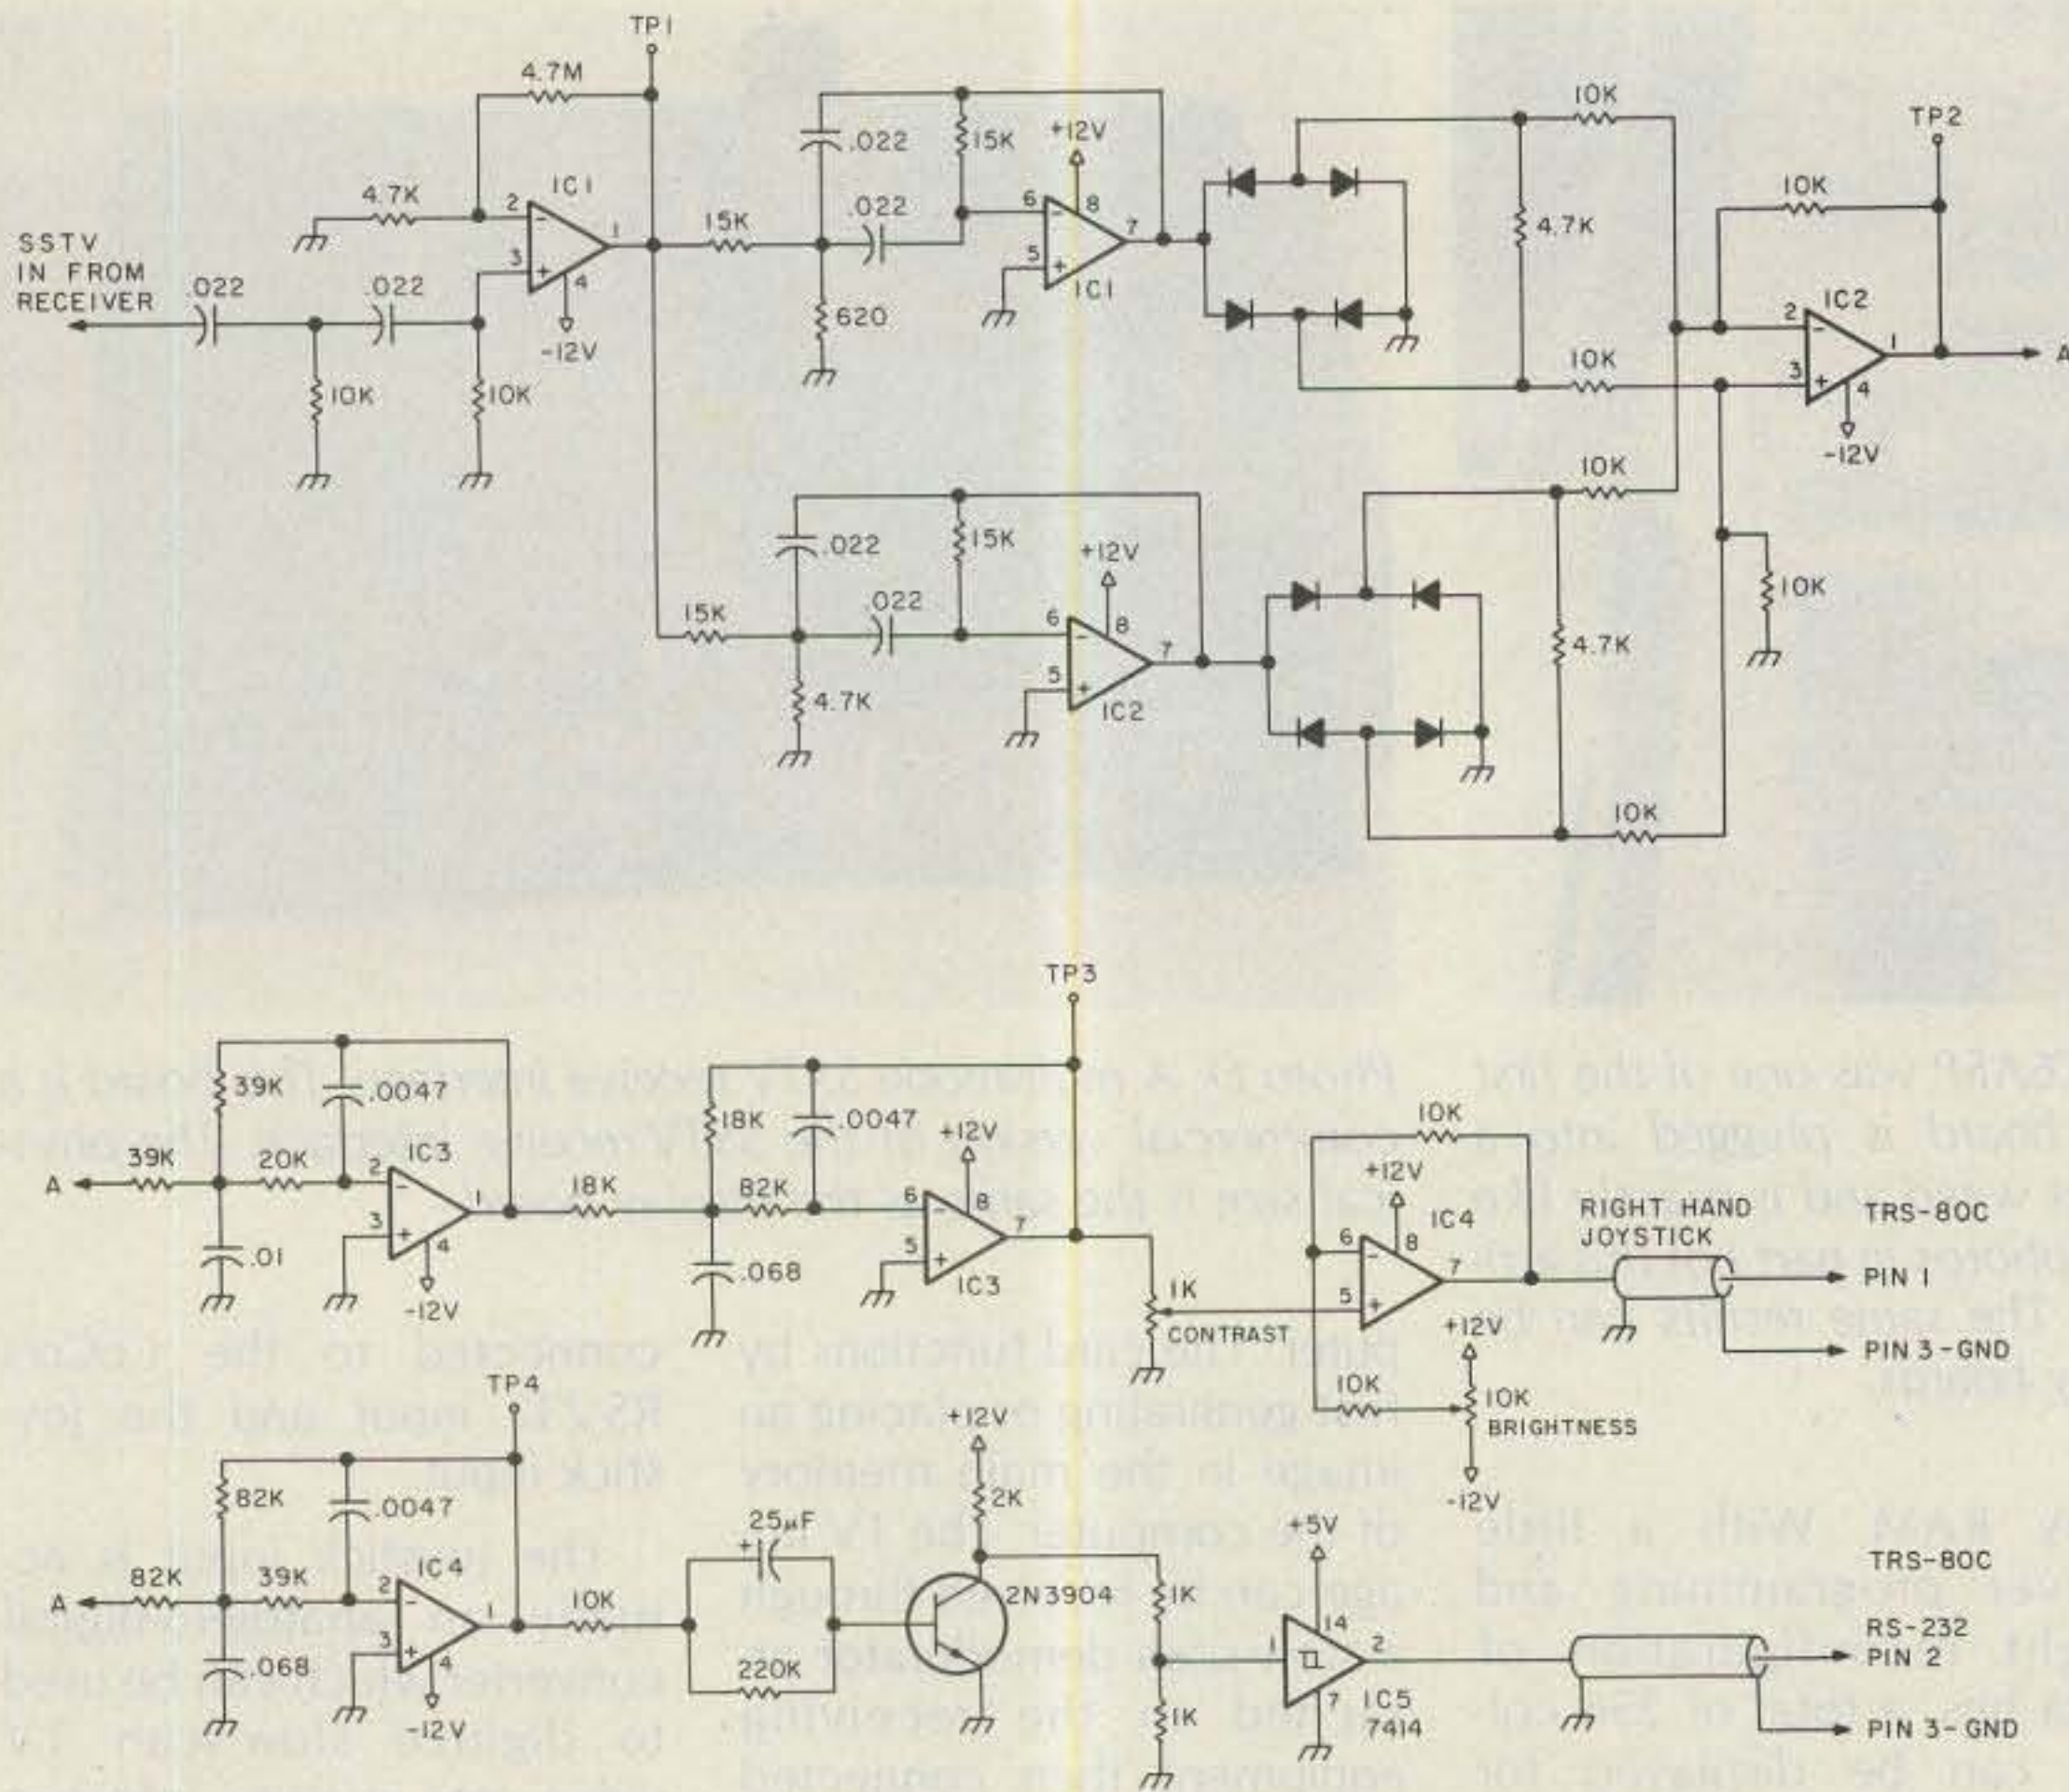 TP1
4.7M
4.7K
2
IC1
1
3
4
-12V
SSTV
IN FROM
RECEIVER
.022
.022
10K
10K
15K
.022
.022
15K
620
+12V
6
8
7
5
IC1
10K
4.7K
10K
TP2
10K
IC2
2
1
3
4
-12V
A
15K
.022
.022
15K
4.7K
+12V
6
8
7
5
IC2
10K
4.7K
10K
10K
TP3
A
39K
39K
20K
.0047
.01
IC3
2
1
3
4
-12V
18K
18K
82K
.0047
.068
+12V
6
8
7
5
IC3
1K
CONTRAST
10K
+12V
IC4
6
8
7
5
10K
+12V
10K
BRIGHTNESS
-12V
RIGHT HAND
JOYSTICK
TRS-80C
PIN 1
PIN 3-GND
TP4
A
82K
82K
39K
.0047
.068
IC4
2
1
3
4
-12V
10K
25µF
+
220K
+12V
2K
2N3904
1K
1K
+5V
14
1
2
7
IC5
7414
TRS-80C
RS-232
PIN 2
PIN 3-GND